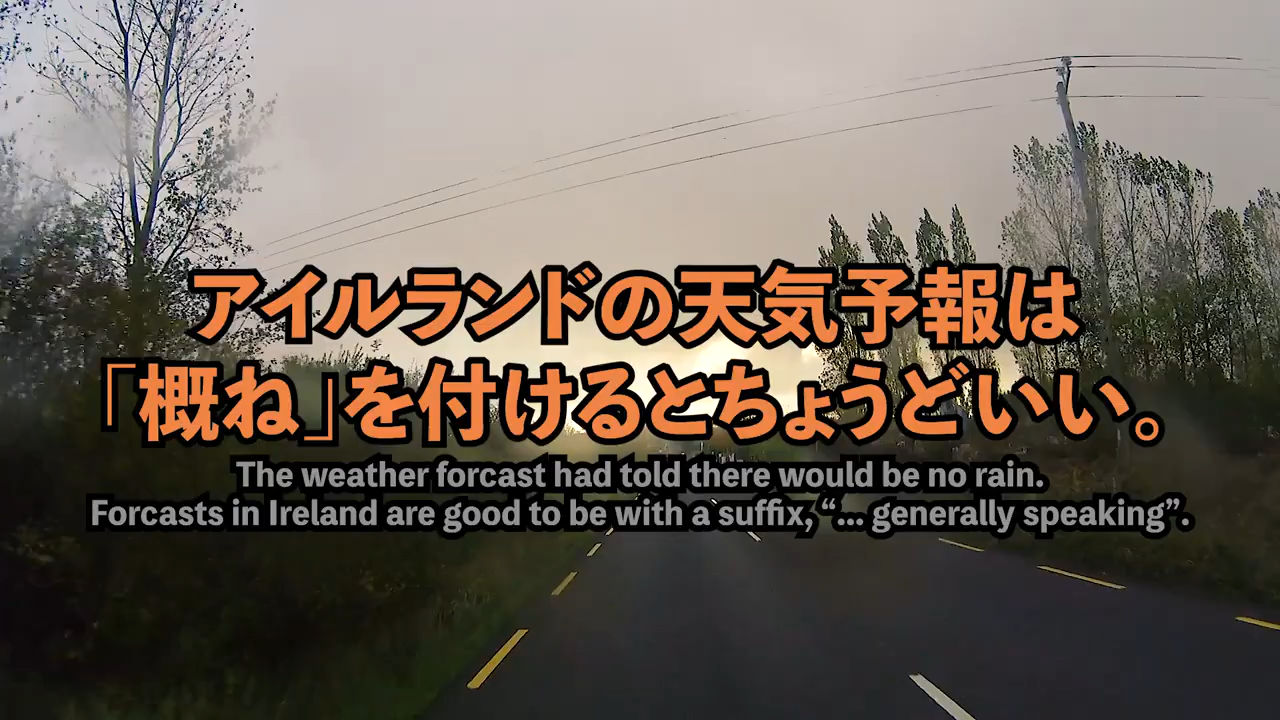 アイルランドの天気予報は
「概ね」を付けるとちょうどいい。
The weather forcast had told there would be no rain.
Forcasts in Ireland are good to be with a suffix, “... generally speaking”.